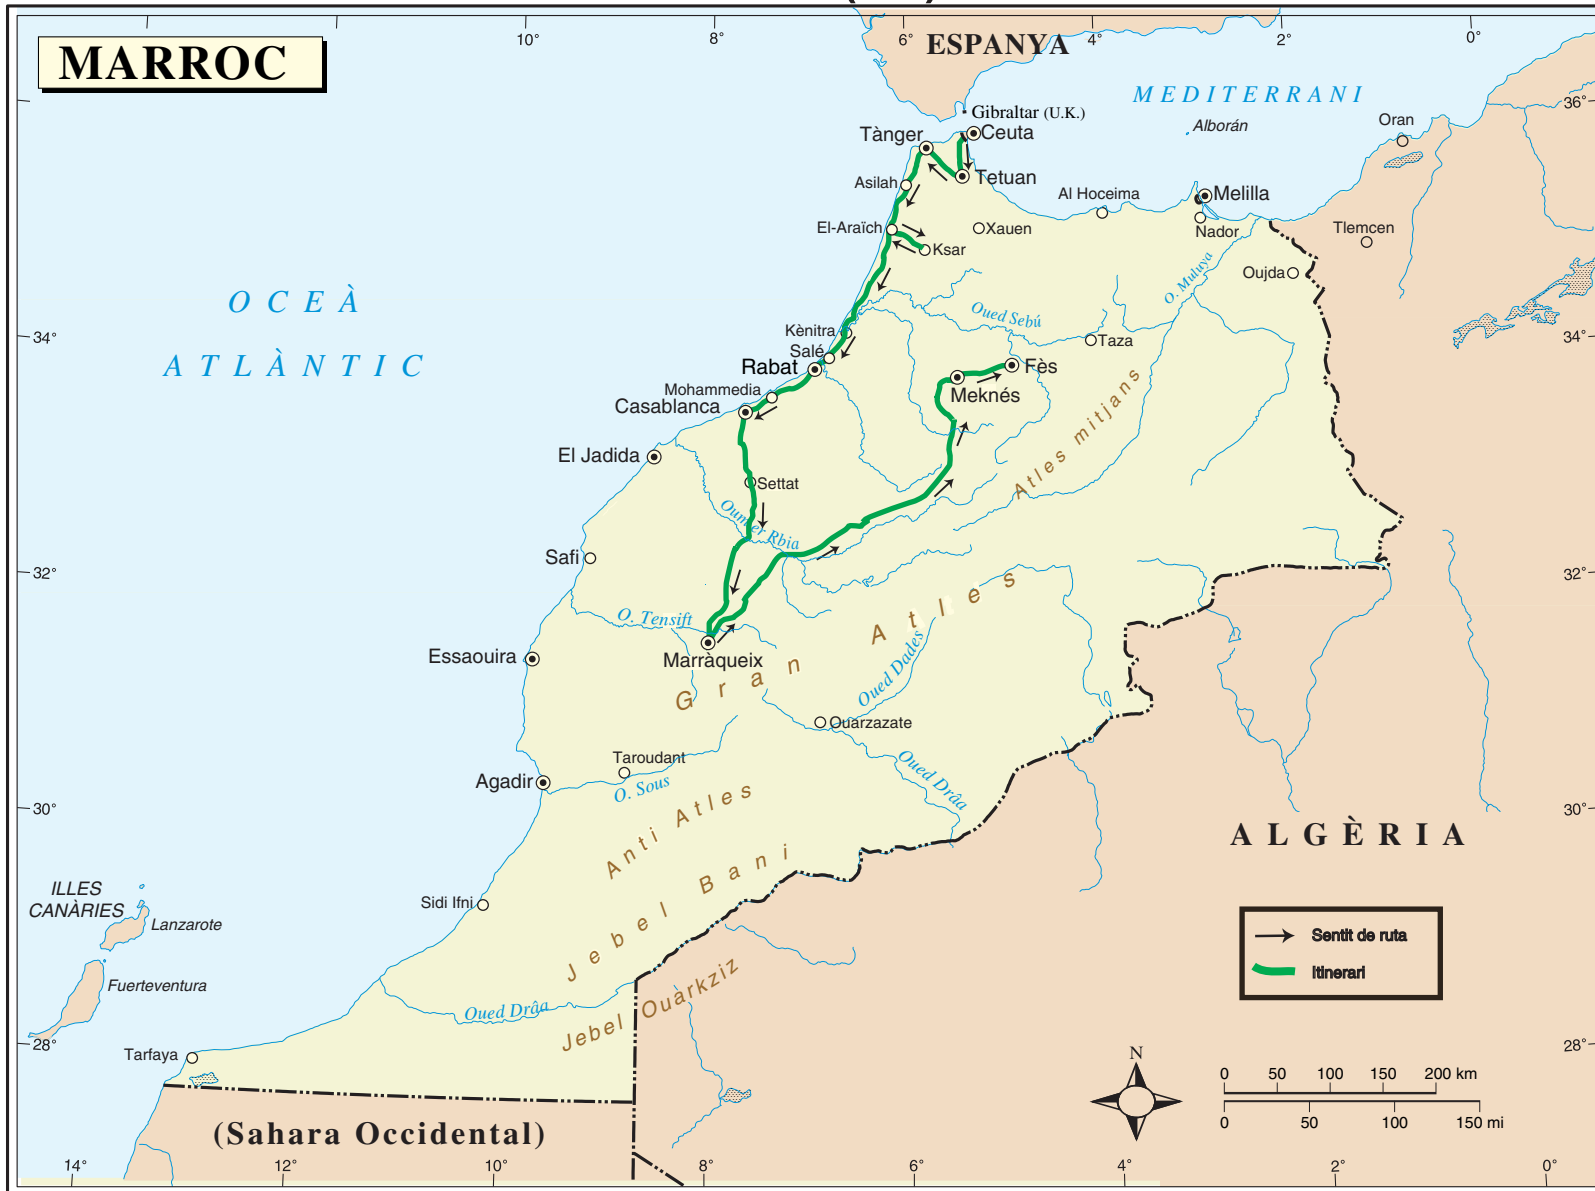 MARROC
10°
8°
6°
4°
2°
0°
ESPANYA
MEDITERRANI
36°
Gibraltar (U.K.)
Alborán
Oran
Tànger
Ceuta
Asilah
Tetuan
Al Hoceima
Melilla
El-Araïch
Xauen
Nador
Tlemcen
Ksar
Oujda
O. Muluya
OCEÀ
ATLÀNTIC
Oued Sebú
34°
Kènitra
Taza
34°
Salé
Rabat
Fès
Mohammedia
Meknés
Casablanca
Atles mitjans
El Jadida
Settat
Oum er Rbia
Safi
32°
32°
Gran Atles
O. Tensift
Essaouira
Marràqueix
Oued Dades
Ouarzazate
Taroudant
Agadir
O. Sous
Oued Drâa
30°
30°
Anti Atles
ALGÈRIA
Jebel Bani
ILLES
CANÀRIES
Sidi Ifni
Lanzarote
Sentit de ruta
Itinerari
Fuerteventura
Oued Drâa
Jebel Ouarkziz
28°
28°
Tarfaya
N
0 50 100 150 200 km
0 50 100 150 mi
(Sahara Occidental)
14°
12°
10°
8°
6°
4°
2°
0°